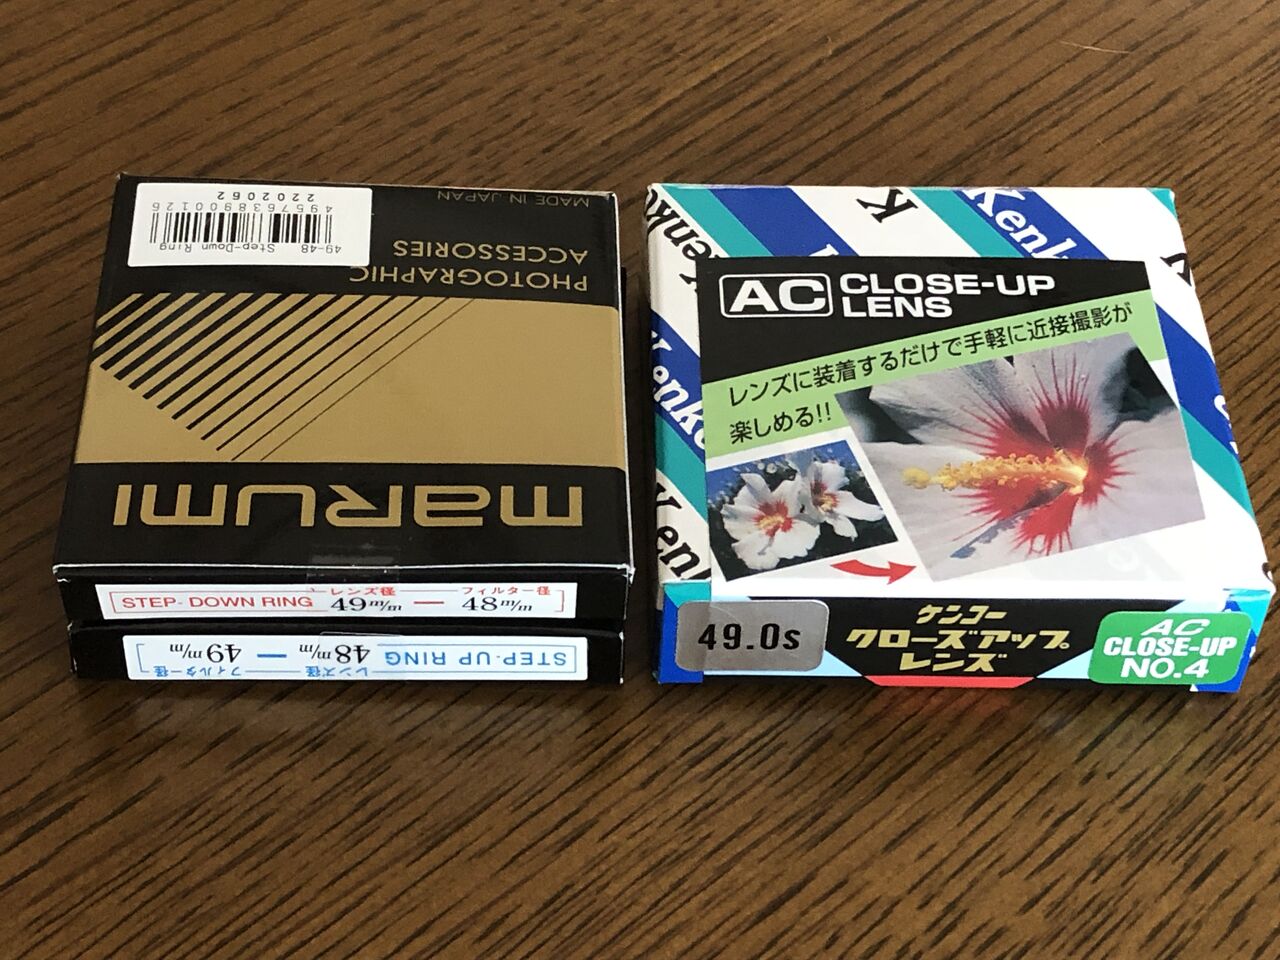 49-48 Step-Down Ring
4957638900126
2202062
MADE IN JAPAN
PHOTOGRAPHIC
ACCESSORIES
marumi
STEP-DOWN RING
レンズ径
フィルター径
49m/m — 48m/m
STEP-UP RING
レンズ径
フィルター径
48m/m — 49m/m
Kenko
K
Kenk
Kenko
Kenk
AC CLOSE-UP
LENS
レンズに装着するだけで手軽に近接撮影が
楽しめる!!
49.0s
ケンコー
クローズアップ
レンズ
AC
CLOSE-UP
NO.4